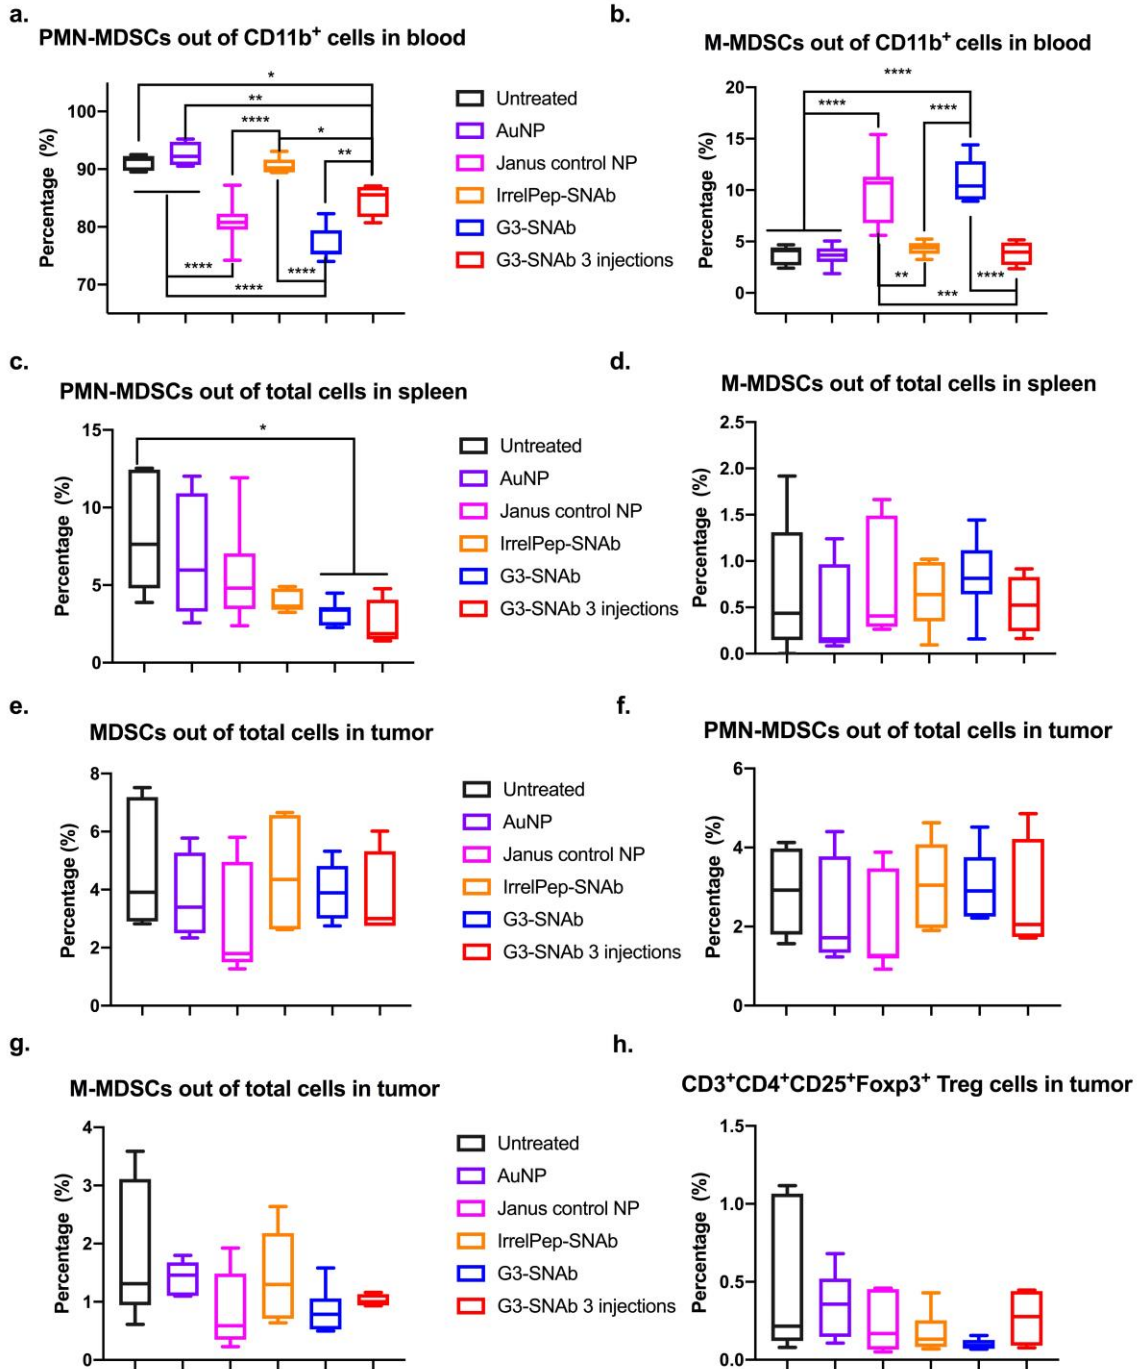 a.
PMN-MDSCs out of CD11b⁺ cells in blood
Percentage (%)
100
90
80
70
*
**
****
*
**
****
****
****
Untreated
AuNP
Janus control NP
IrrelPep-SNAb
G3-SNAb
G3-SNAb 3 injections
b.
M-MDSCs out of CD11b⁺ cells in blood
Percentage (%)
20
15
10
5
0
****
****
****
**
****
***
c.
PMN-MDSCs out of total cells in spleen
Percentage (%)
15
10
5
0
*
Untreated
AuNP
Janus control NP
IrrelPep-SNAb
G3-SNAb
G3-SNAb 3 injections
d.
M-MDSCs out of total cells in spleen
Percentage (%)
2.5
2.0
1.5
1.0
0.5
0.0
e.
MDSCs out of total cells in tumor
Percentage (%)
8
6
4
2
0
Untreated
AuNP
Janus control NP
IrrelPep-SNAb
G3-SNAb
G3-SNAb 3 injections
f.
PMN-MDSCs out of total cells in tumor
Percentage (%)
6
4
2
0
g.
M-MDSCs out of total cells in tumor
Percentage (%)
4
3
2
1
0
Untreated
AuNP
Janus control NP
IrrelPep-SNAb
G3-SNAb
G3-SNAb 3 injections
h.
CD3⁺CD4⁺CD25⁺Foxp3⁺ Treg cells in tumor
Percentage (%)
1.5
1.0
0.5
0.0